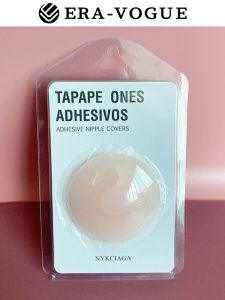 ERA-VOGUE
TAPAPE ONES
ADHESIVOS
ADHESIVE NIPPLE COVERS
NYKCIAGA